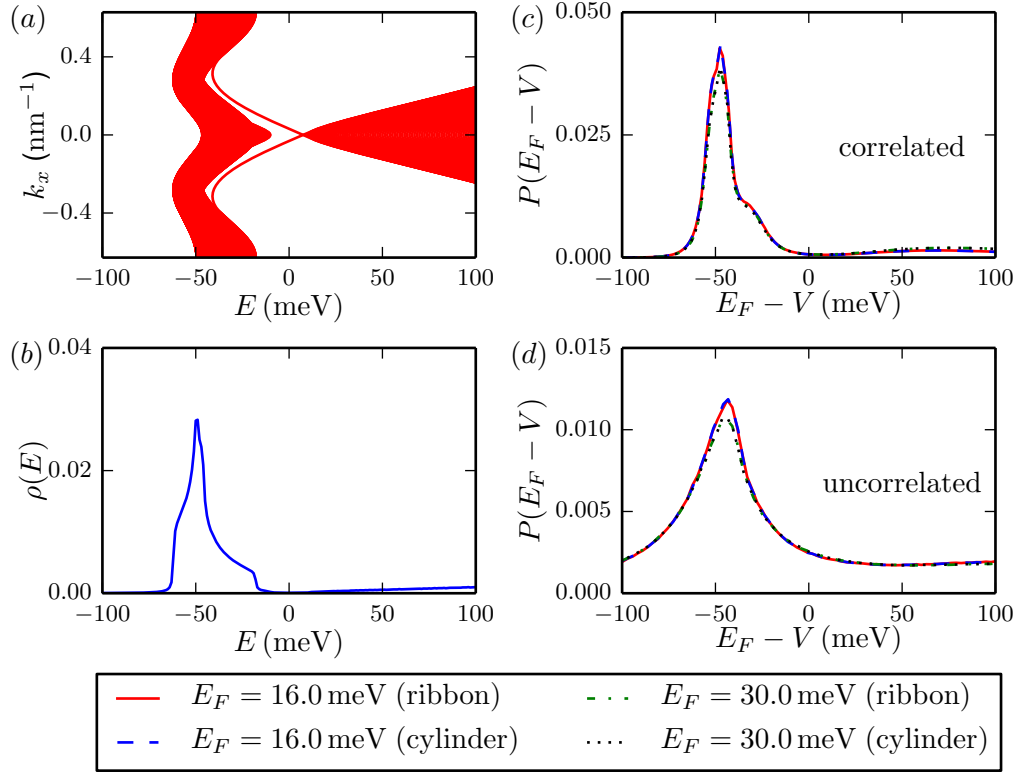 (a)
0.4
0.0
−0.4
k_x (nm⁻¹)
−100 −50 0 50 100
E (meV)
(b)
0.04
0.02
0.00
ρ(E)
−100 −50 0 50 100
E (meV)
(c)
0.050
0.025
0.000
P(E_F − V)
correlated
−100 −50 0 50 100
E_F − V (meV)
(d)
0.015
0.010
0.005
0.000
P(E_F − V)
uncorrelated
−100 −50 0 50 100
E_F − V (meV)
E_F = 16.0 meV (ribbon)
E_F = 16.0 meV (cylinder)
E_F = 30.0 meV (ribbon)
E_F = 30.0 meV (cylinder)